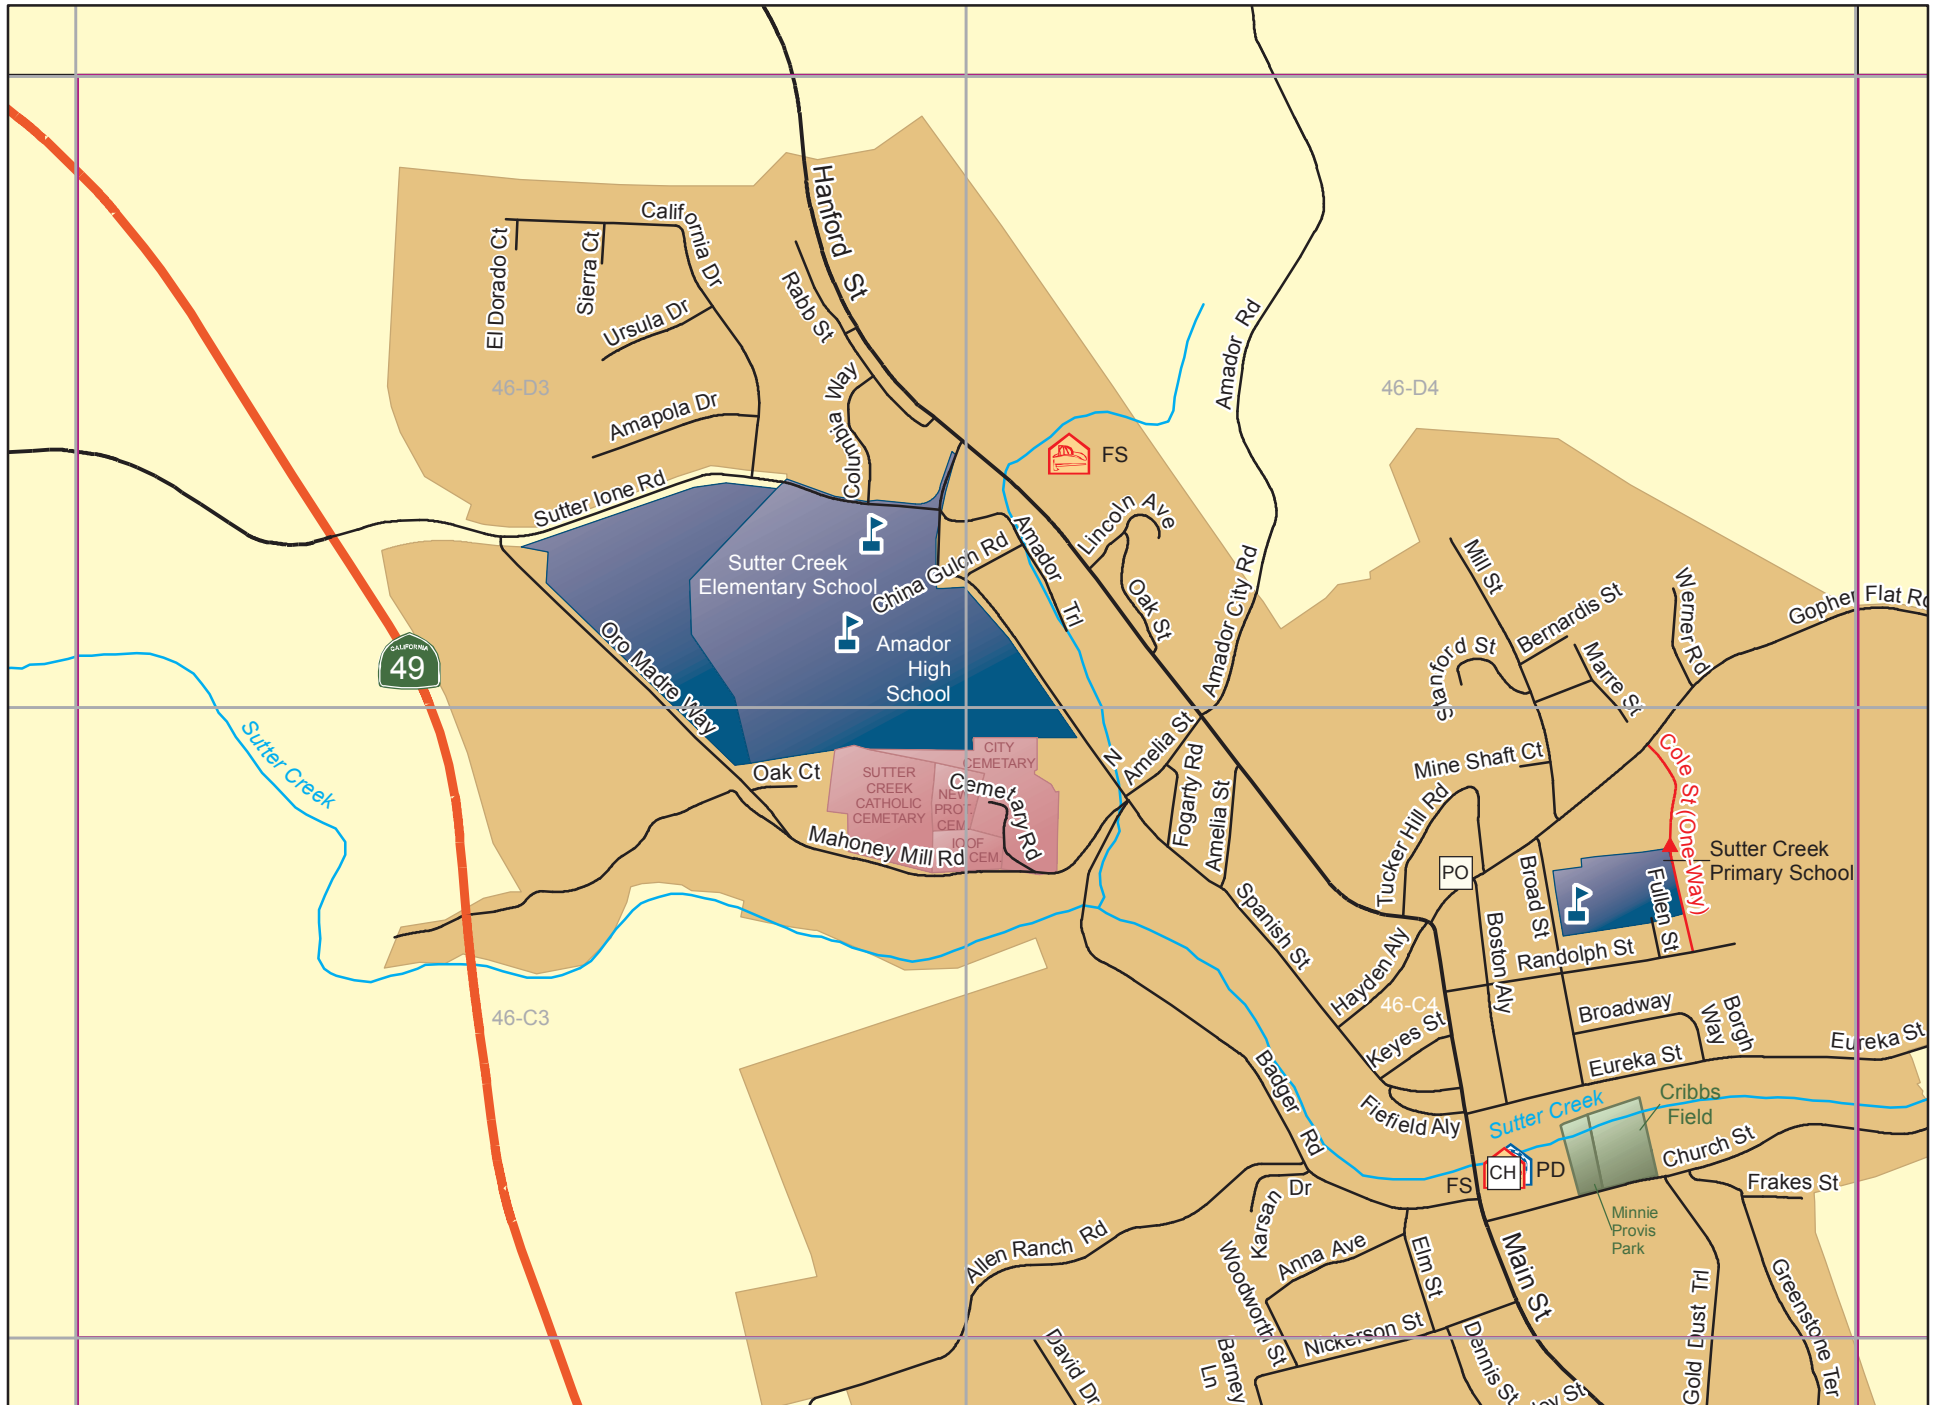 Hanford St
California Dr
El Dorado Ct
Sierra Ct
Ursula Dr
Rabb St
Amador Rd
46-D3
46-D4
Columbia Way
Amapola Dr
FS
Sutter Ione Rd
Lincoln Ave
Amador Trl
China Gulch Rd
Sutter Creek
Elementary School
Oak St
Amador City Rd
Mill St
Bernardis St
Werner Rd
Gopher Flat Rd
Stanford St
Marre St
Oro Madre Way
Amador
High
School
CALIFORNIA
49
Sutter Creek
N
Amelia St
Fogarty Rd
Amelia St
Mine Shaft Ct
Cole St (One-Way)
Oak Ct
CITY
CEMETARY
SUTTER
CREEK
CATHOLIC
CEMETARY
NEW
PROT.
CEM.
IOOF
CEM.
Cemetary Rd
Mahoney Mill Rd
Tucker Hill Rd
PO
Broad St
Sutter Creek
Primary School
Fullen St
Spanish St
Hayden Aly
Boston Aly
Randolph St
46-C3
46-C4
Keyes St
Broadway
Borgh
Way
Eureka St
Eureka St
Badger Rd
Fiefield Aly
Sutter Creek
Cribbs
Field
Church St
FS
CH
PD
Frakes St
Karsan Dr
Minnie
Provis
Park
Allen Ranch Rd
Anna Ave
Elm St
Main St
Woodworth St
Nickerson St
Gold Dust Trl
Greenstone Ter
David Dr
Barney
Ln
Dennis St